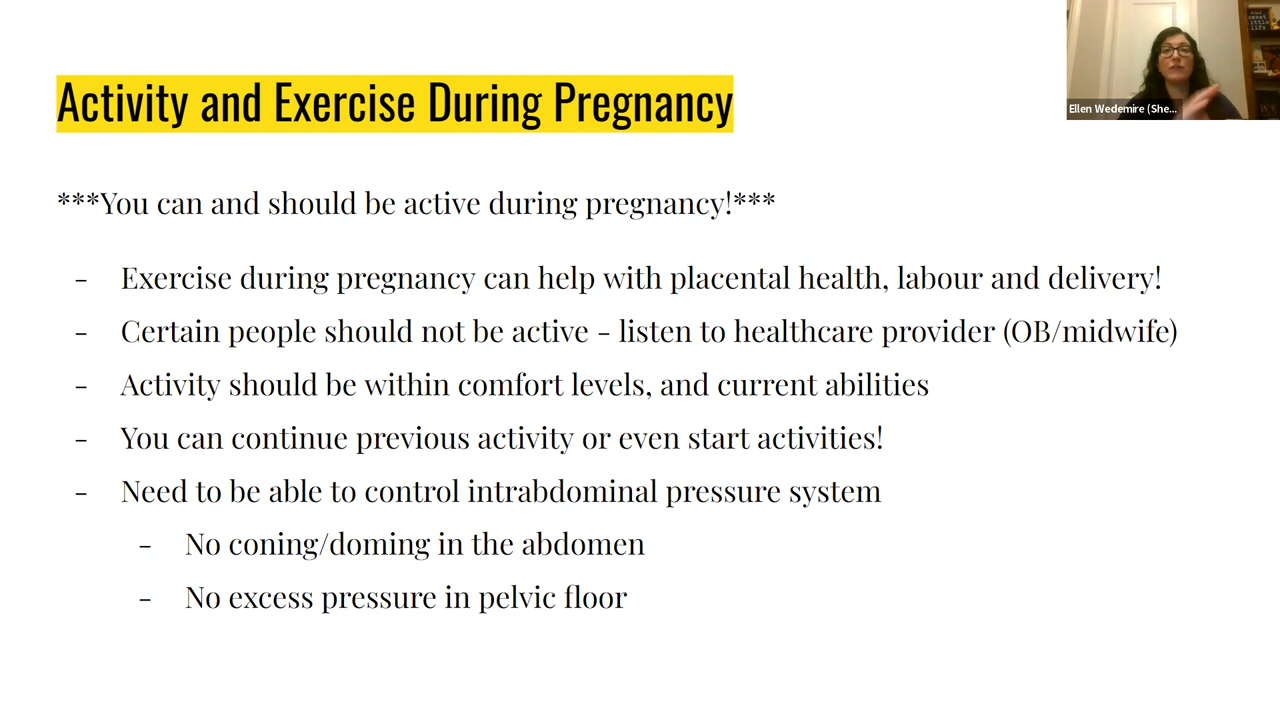 Activity and Exercise During Pregnancy
Ellen Wedemire (She...
***You can and should be active during pregnancy!***
- Exercise during pregnancy can help with placental health, labour and delivery!
- Certain people should not be active - listen to healthcare provider (OB/midwife)
- Activity should be within comfort levels, and current abilities
- You can continue previous activity or even start activities!
- Need to be able to control intrabdominal pressure system
- No coning/doming in the abdomen
- No excess pressure in pelvic floor